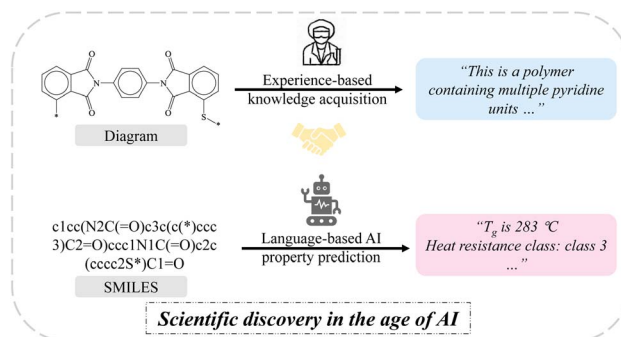 O
O
N
N
O
O
*
S
*
Diagram
Experience-based
knowledge acquisition
“This is a polymer
containing multiple pyridine
units ...”
c1cc(N2C(=O)c3c(c(*)ccc
3)C2=O)ccc1N1C(=O)c2c
(cccc2S*)C1=O
SMILES
Language-based AI
property prediction
“Tg is 283 ℃
Heat resistance class: class 3
...”
Scientific discovery in the age of AI